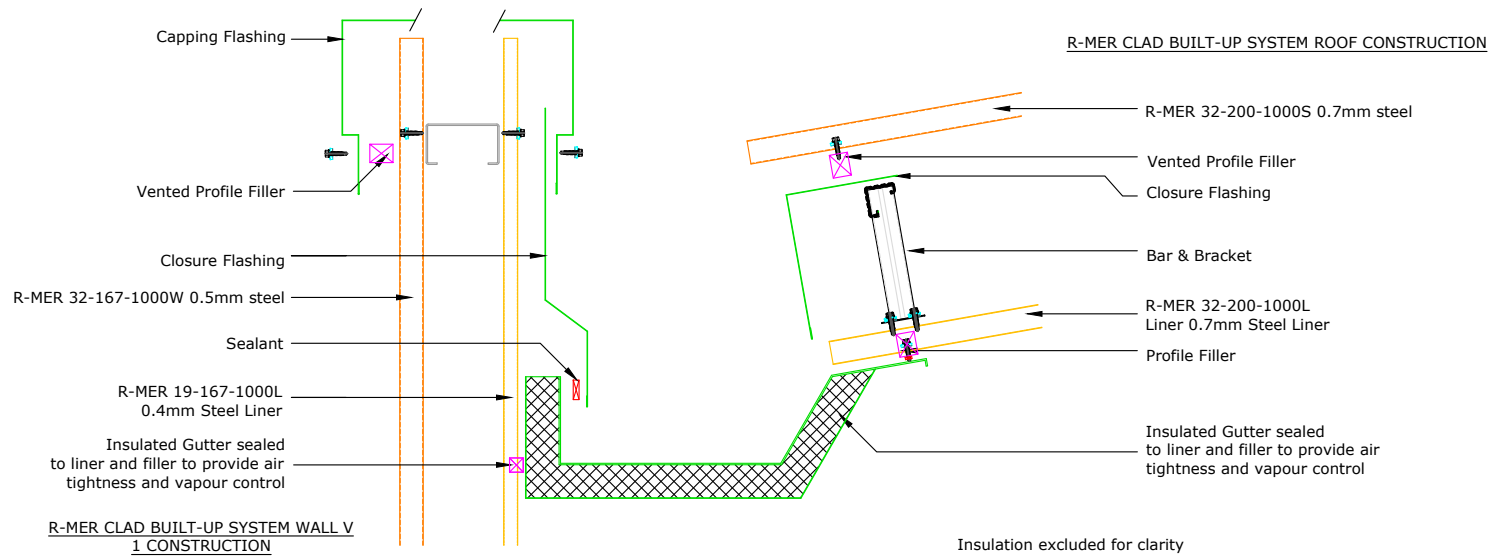 Capping Flashing
Vented Profile Filler
Closure Flashing
R-MER 32-167-1000W 0.5mm steel
Sealant
R-MER 19-167-1000L
0.4mm Steel Liner
Insulated Gutter sealed
to liner and filler to provide air
tightness and vapour control
R-MER CLAD BUILT-UP SYSTEM WALL V
1 CONSTRUCTION
R-MER CLAD BUILT-UP SYSTEM ROOF CONSTRUCTION
R-MER 32-200-1000S 0.7mm steel
Vented Profile Filler
Closure Flashing
Bar & Bracket
R-MER 32-200-1000L
Liner 0.7mm Steel Liner
Profile Filler
Insulated Gutter sealed
to liner and filler to provide air
tightness and vapour control
Insulation excluded for clarity